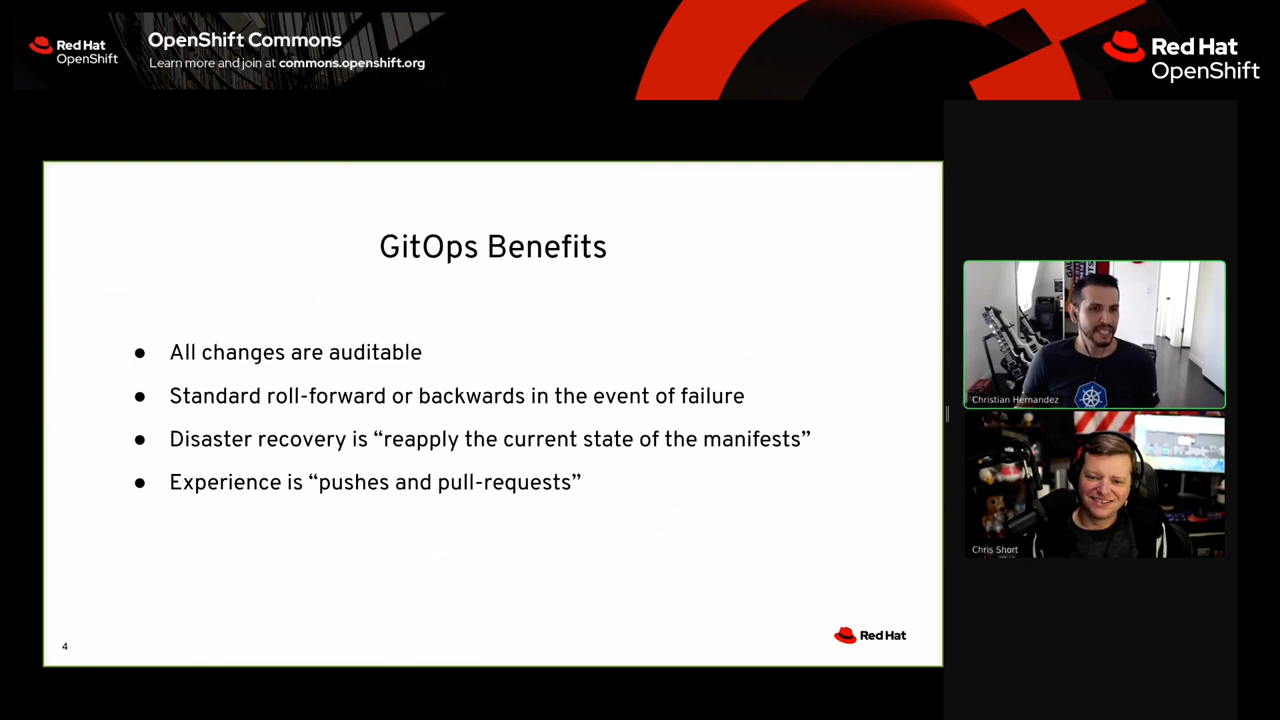 Red Hat
OpenShift
OpenShift Commons
Learn more and join at commons.openshift.org
Red Hat
OpenShift
GitOps Benefits
● All changes are auditable
● Standard roll-forward or backwards in the event of failure
● Disaster recovery is “reapply the current state of the manifests”
● Experience is “pushes and pull-requests”
4
Red Hat
Christian Hernandez
Chris Short